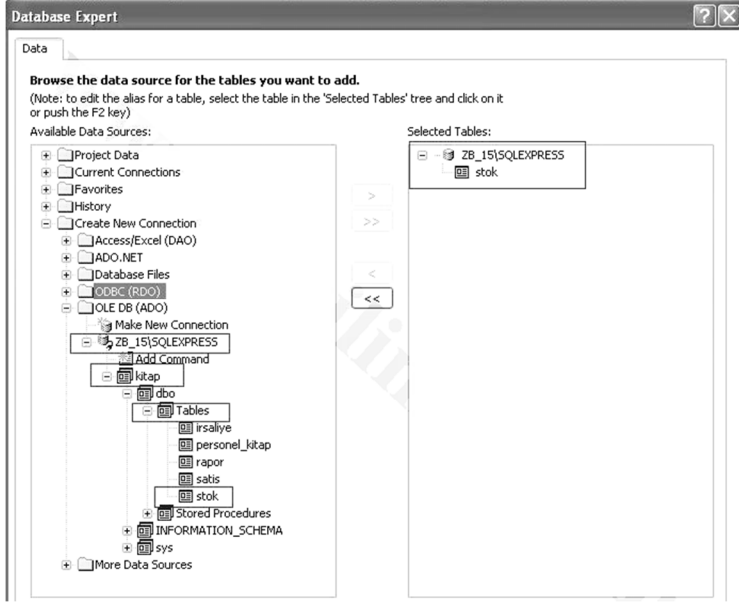 Database Expert
Data
Browse the data source for the tables you want to add.
(Note: to edit the alias for a table, select the table in the 'Selected Tables' tree and click on it
or push the F2 key)
Available Data Sources:
Project Data
Current Connections
Favorites
History
Create New Connection
Access/Excel (DAO)
ADO.NET
Database Files
ODBC (RDO)
OLE DB (ADO)
Make New Connection
ZB_15\SQLEXPRESS
Add Command
kitap
dbo
Tables
irsaliye
personel_kitap
rapor
satis
stok
Stored Procedures
INFORMATION_SCHEMA
sys
More Data Sources
>
>>
<
<<
Selected Tables:
ZB_15\SQLEXPRESS
stok